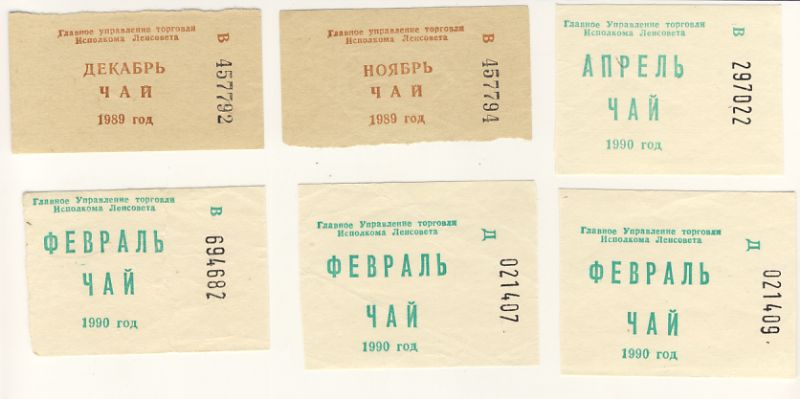 Главное управление торговли
Исполкома Ленсовета
ДЕКАБРЬ
ЧАЙ
1989 год
В 457792
Главное управление торговли
Исполкома Ленсовета
НОЯБРЬ
ЧАЙ
1989 год
В 457794
Главное управление торговли
Исполкома Ленсовета
АПРЕЛЬ
ЧАЙ
1990 год
В 297022
Главное Управление торговли
Исполкома Ленсовета
ФЕВРАЛЬ
ЧАЙ
1990 год
В 694682
Главное Управление торговли
Исполкома Ленсовета
ФЕВРАЛЬ
ЧАЙ
1990 год
Д 021407
Главное Управление торговли
Исполкома Ленсовета
ФЕВРАЛЬ
ЧАЙ
1990 год
Д 021409